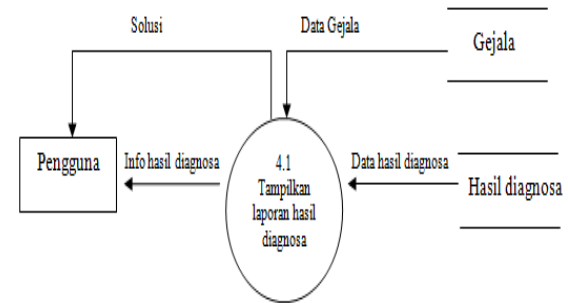 Solusi
Data Gejala
Gejala
Pengguna
Info hasil diagnosa
4.1
Tampilkan
laporan hasil
diagnosa
Data hasil diagnosa
Hasil diagnosa